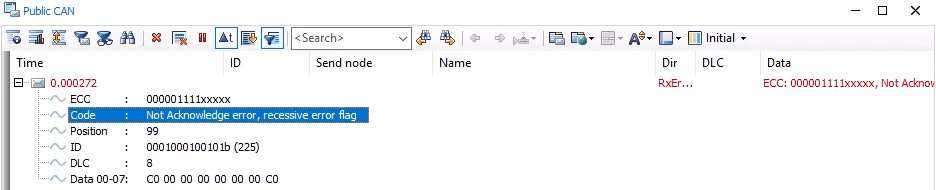 Public CAN
<Search>
Initial
Time ID Send node Name Dir DLC Data
0.000272 RxEr... ECC: 000001111xxxxx, Not Acknow
ECC : 000001111xxxxx
Code : Not Acknowledge error, recessive error flag
Position : 99
ID : 0001000100101b (225)
DLC : 8
Data 00-07: C0 00 00 00 00 00 00 C0